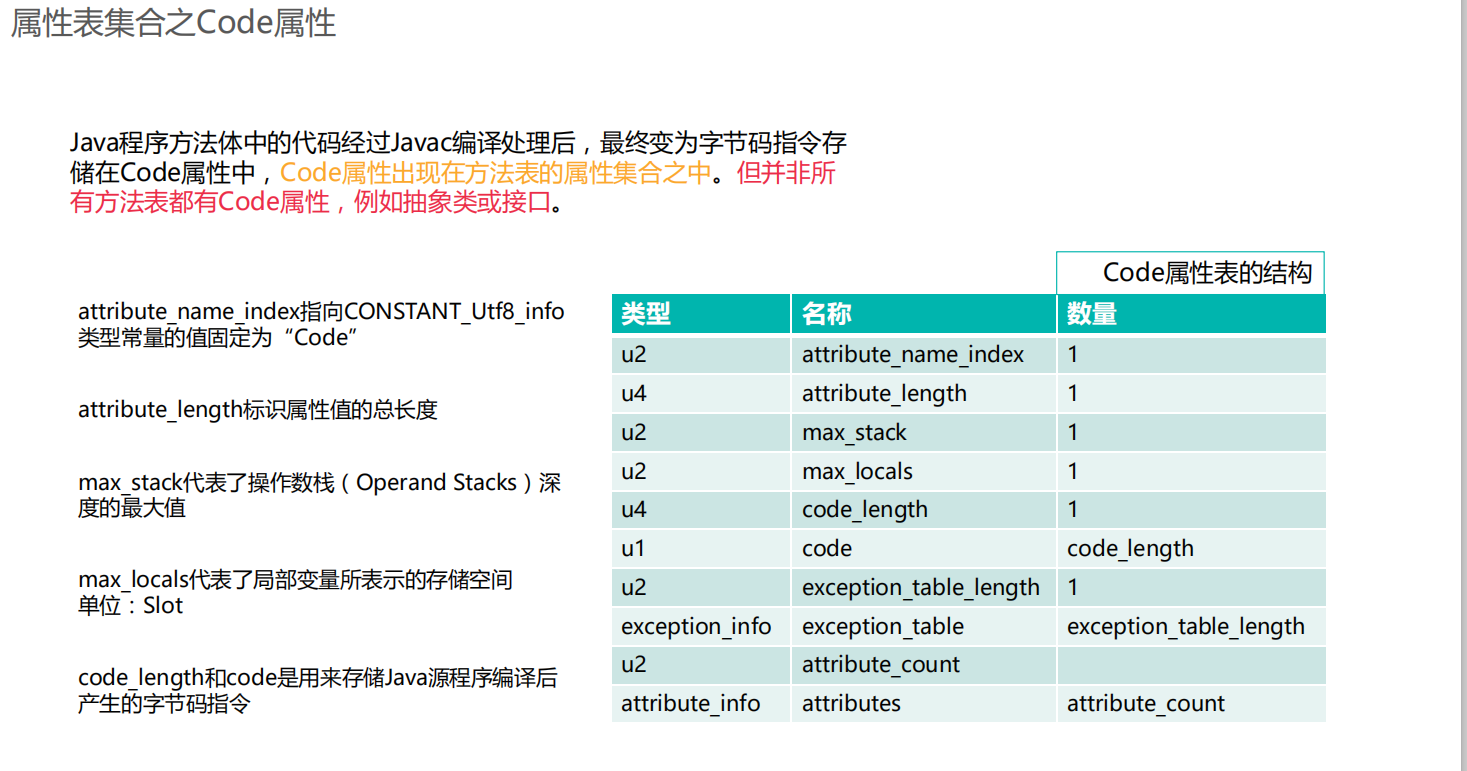 属性表集合之Code属性
Java程序方法体中的代码经过Javac编译处理后，最终变为字节码指令存
储在Code属性中，Code属性出现在方法表的属性集合之中。但并非所
有方法表都有Code属性，例如抽象类或接口。
attribute_name_index指向CONSTANT_Utf8_info
类型常量的值固定为“Code”
attribute_length标识属性值的总长度
max_stack代表了操作数栈（Operand Stacks）深
度的最大值
max_locals代表了局部变量所表示的存储空间
单位：Slot
code_length和code是用来存储Java源程序编译后
产生的字节码指令
Code属性表的结构
类型 名称 数量
u2 attribute_name_index 1
u4 attribute_length 1
u2 max_stack 1
u2 max_locals 1
u4 code_length 1
u1 code code_length
u2 exception_table_length 1
exception_info exception_table exception_table_length
u2 attribute_count
attribute_info attributes attribute_count